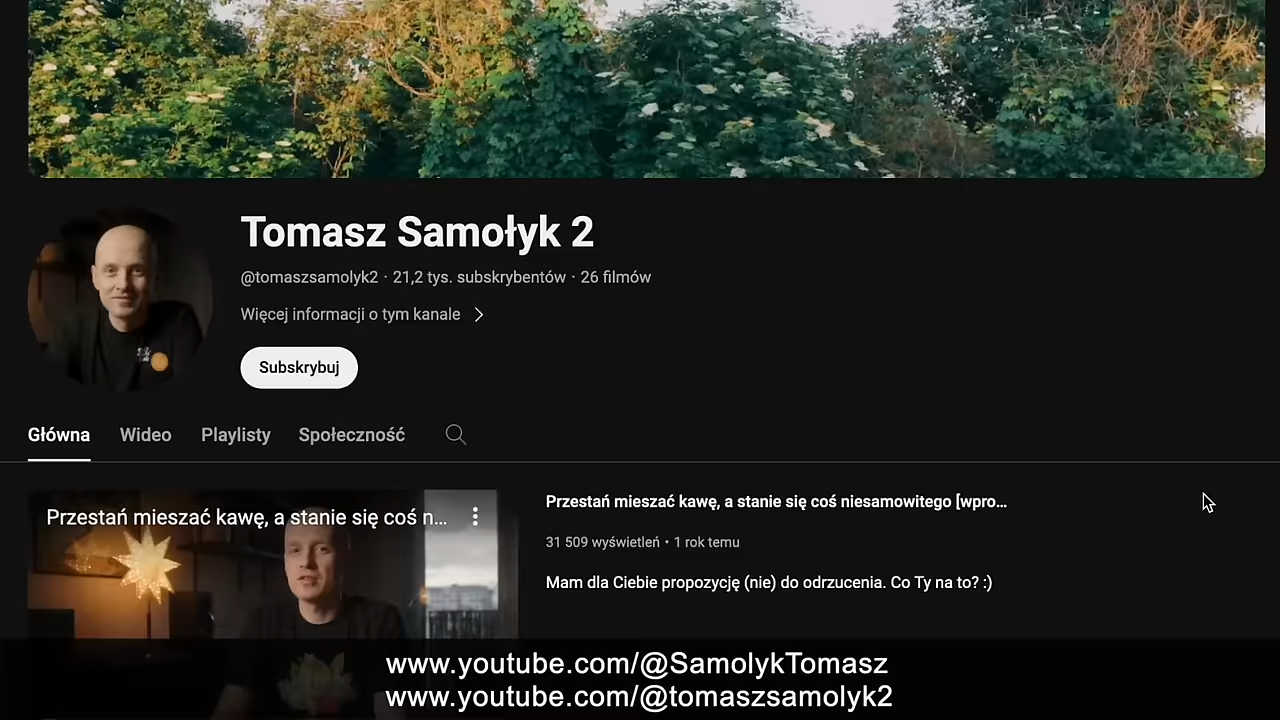 Tomasz Samołyk 2
@tomaszsamolyk2 · 21,2 tys. subskrybentów · 26 filmów
Więcej informacji o tym kanale
Subskrybuj
Główna Wideo Playlisty Społeczność
Przestań mieszać kawę, a stanie się coś n...
Przestań mieszać kawę, a stanie się coś niesamowitego [wpro...
31 509 wyświetleń • 1 rok temu
Mam dla Ciebie propozycję (nie) do odrzucenia. Co Ty na to? :)
www.youtube.com/@SamolykTomasz
www.youtube.com/@tomaszsamolyk2